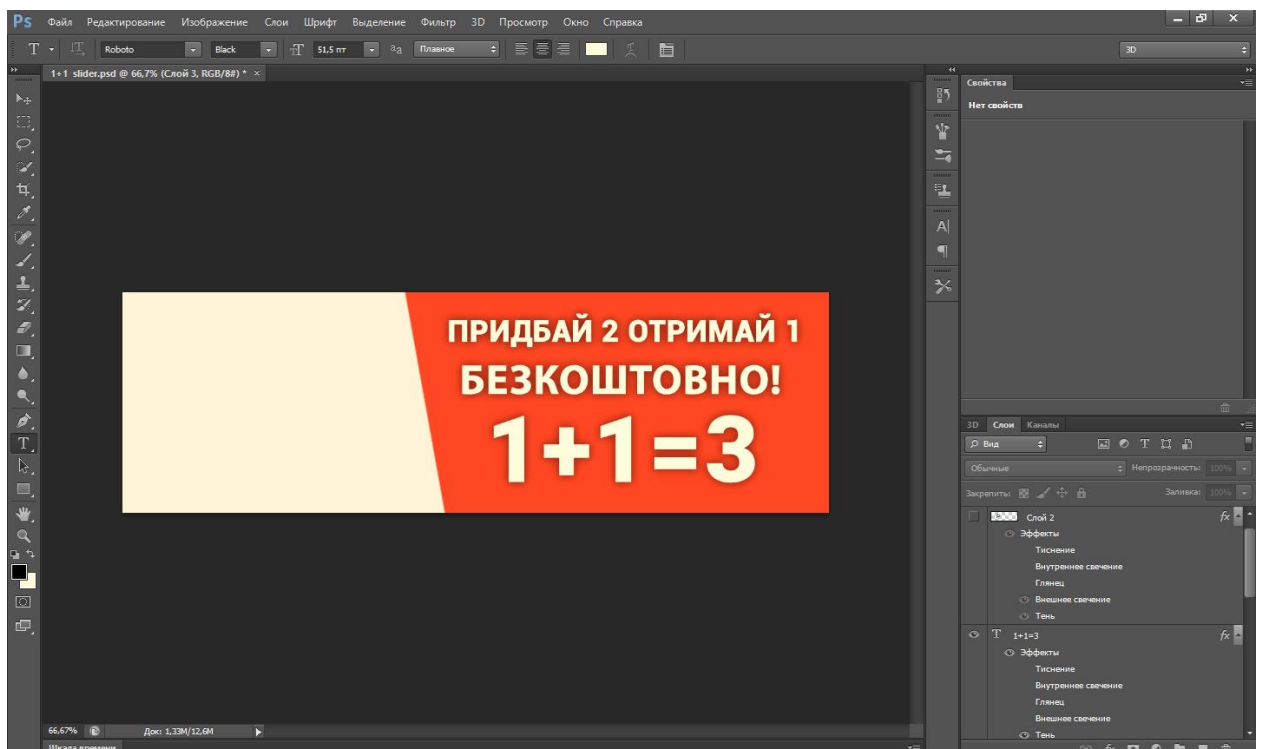 Ps Файл Редактирование Изображение Слои Шрифт Выделение Фильтр 3D Просмотр Окно Справка
T Roboto Black T 51,5 пт aa Плавное 3D
1+1 slider.psd @ 66,7% (Слой 3, RGB/8#) * ×
Свойства
Нет свойств
ПРИДБАЙ 2 ОТРИМАЙ 1
БЕЗКОШТОВНО!
1+1=3
3D Слои Каналы
Вид
Обычные Непрозрачность: 100%
Закрепить: Заливка: 100%
Слой 2 fx
Эффекты
Тиснение
Внутреннее свечение
Глянец
Внешнее свечение
Тень
T 1+1=3 fx
Эффекты
Тиснение
Внутреннее свечение
Глянец
Внешнее свечение
Тень
66,67% Док: 1,33M/12,6M
Шкала времени